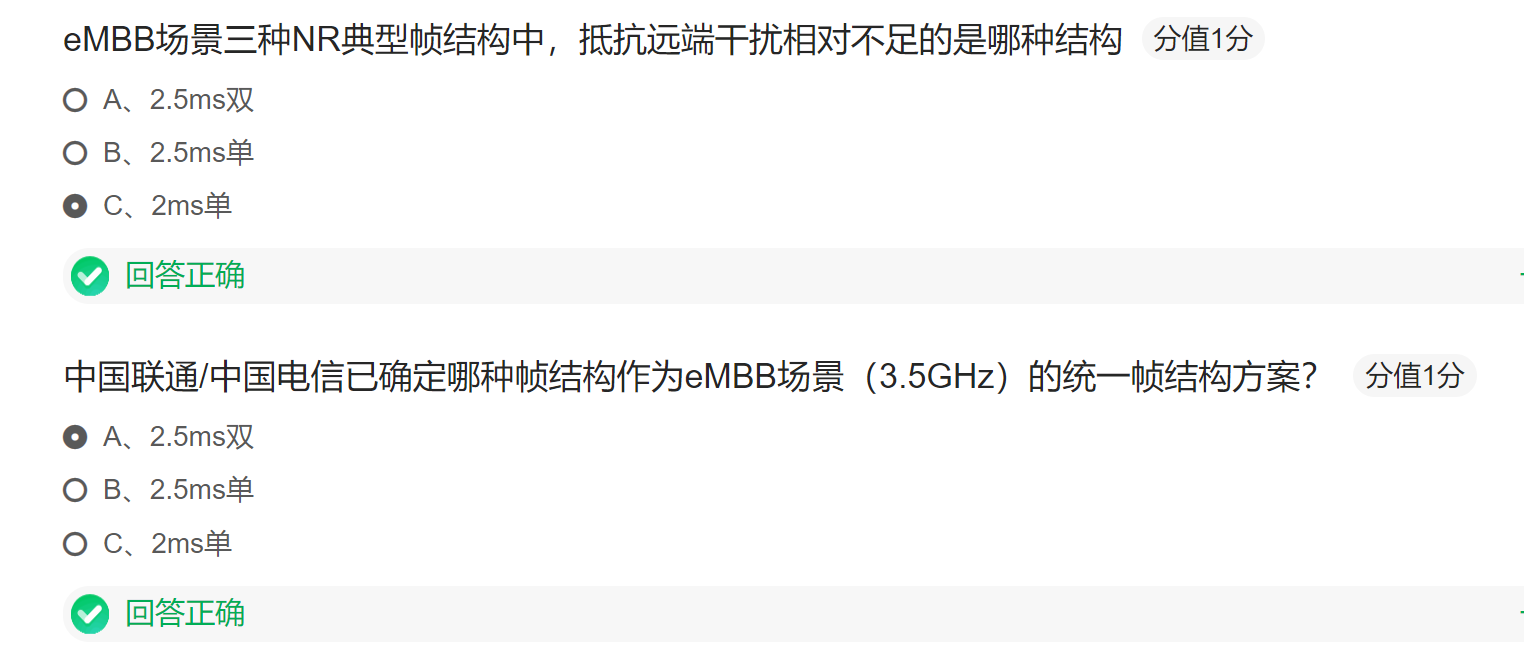 eMBB场景三种NR典型帧结构中，抵抗远端干扰相对不足的是哪种结构 分值1分
A、2.5ms双
B、2.5ms单
C、2ms单
回答正确
中国联通/中国电信已确定哪种帧结构作为eMBB场景（3.5GHz）的统一帧结构方案？ 分值1分
A、2.5ms双
B、2.5ms单
C、2ms单
回答正确